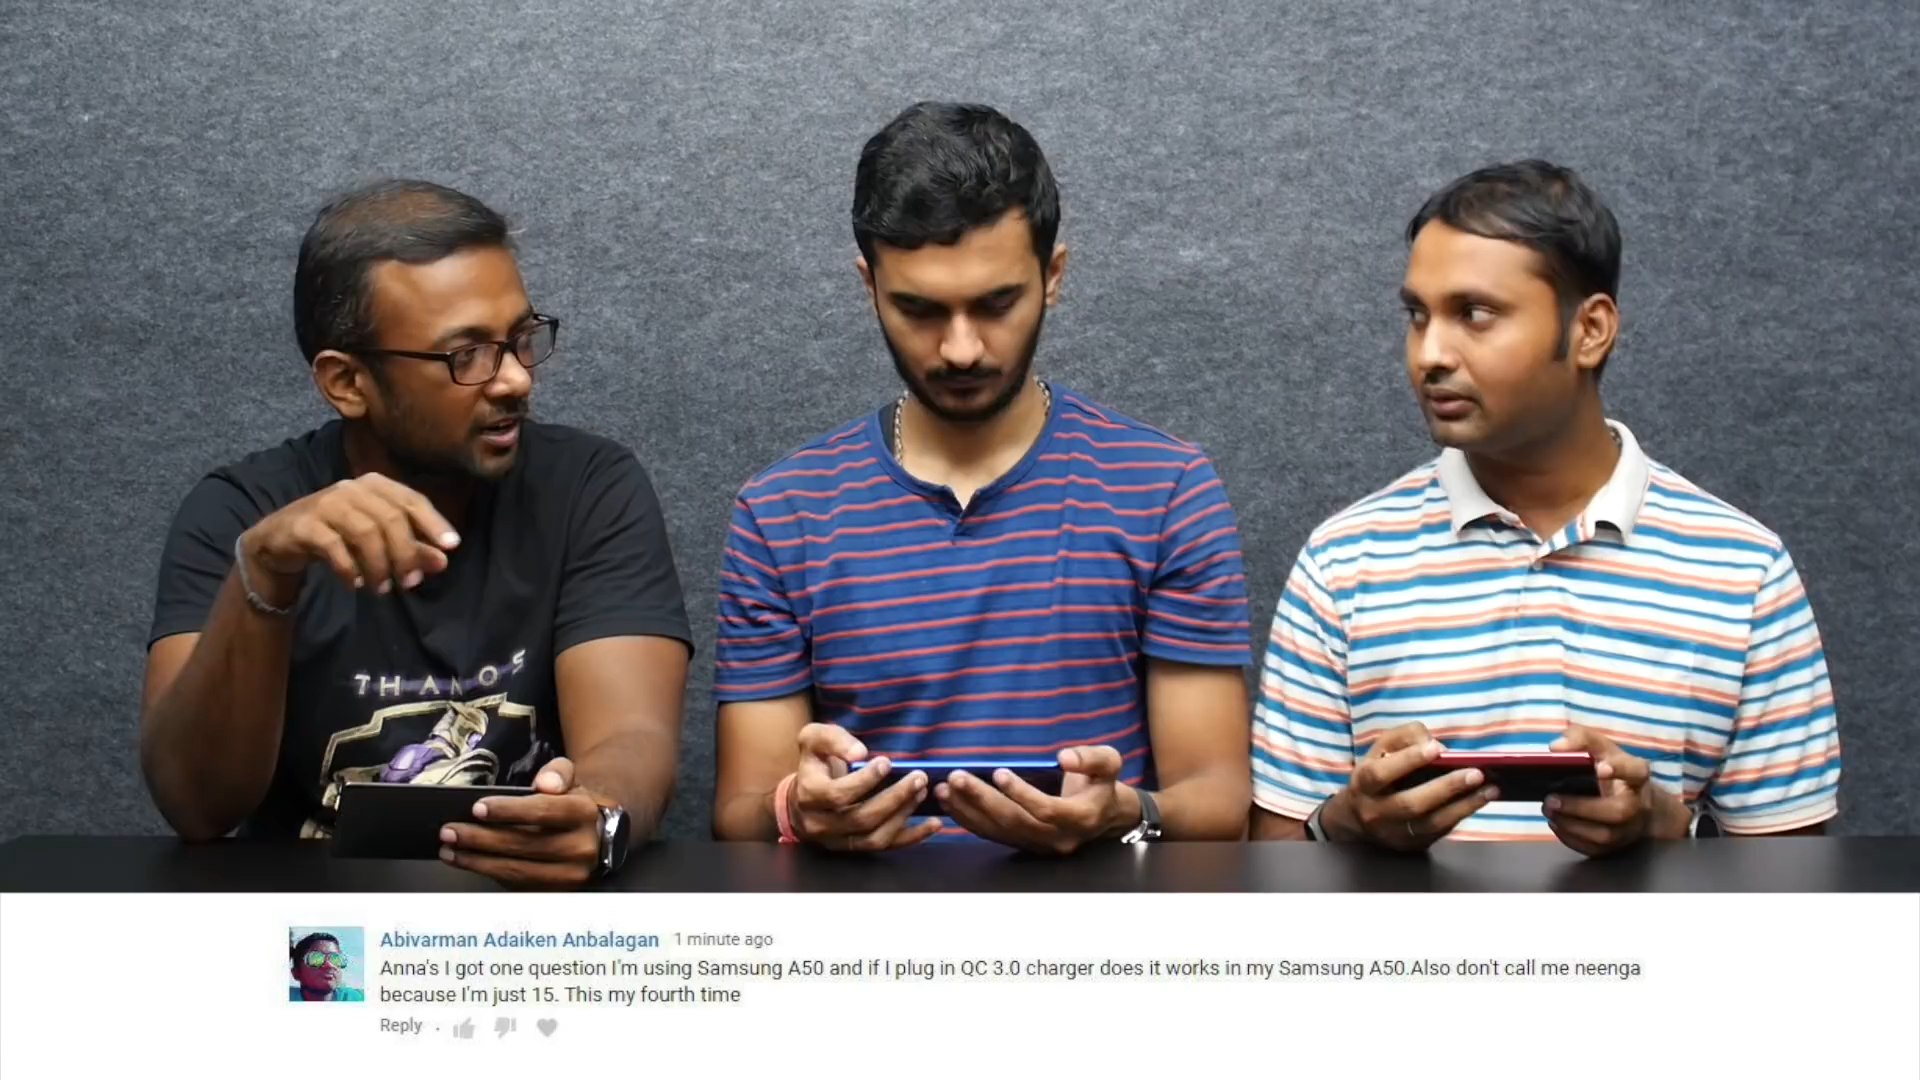 THANOS
Abivarman Adaiken Anbalagan 1 minute ago
Anna's I got one question I'm using Samsung A50 and if I plug in QC 3.0 charger does it works in my Samsung A50.Also don't call me neenga
because I'm just 15. This my fourth time
Reply .